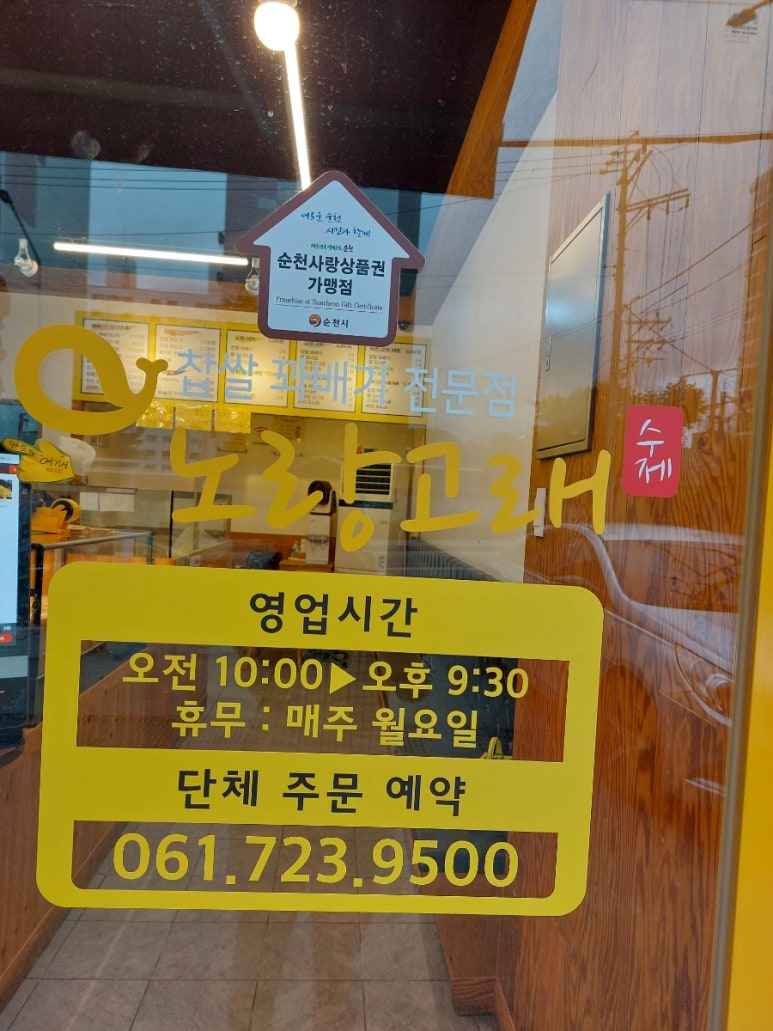 새로운 순천
시민과 함께
순천사랑상품권
가맹점
Franchise of Suncheon Gift Certificate
순천시
찹쌀 꽈배기 전문점
노랑고래
수제
여기서
영업시간
오전 10:00▶오후 9:30
휴무 : 매주 월요일
단체 주문 예약
061.723.9500